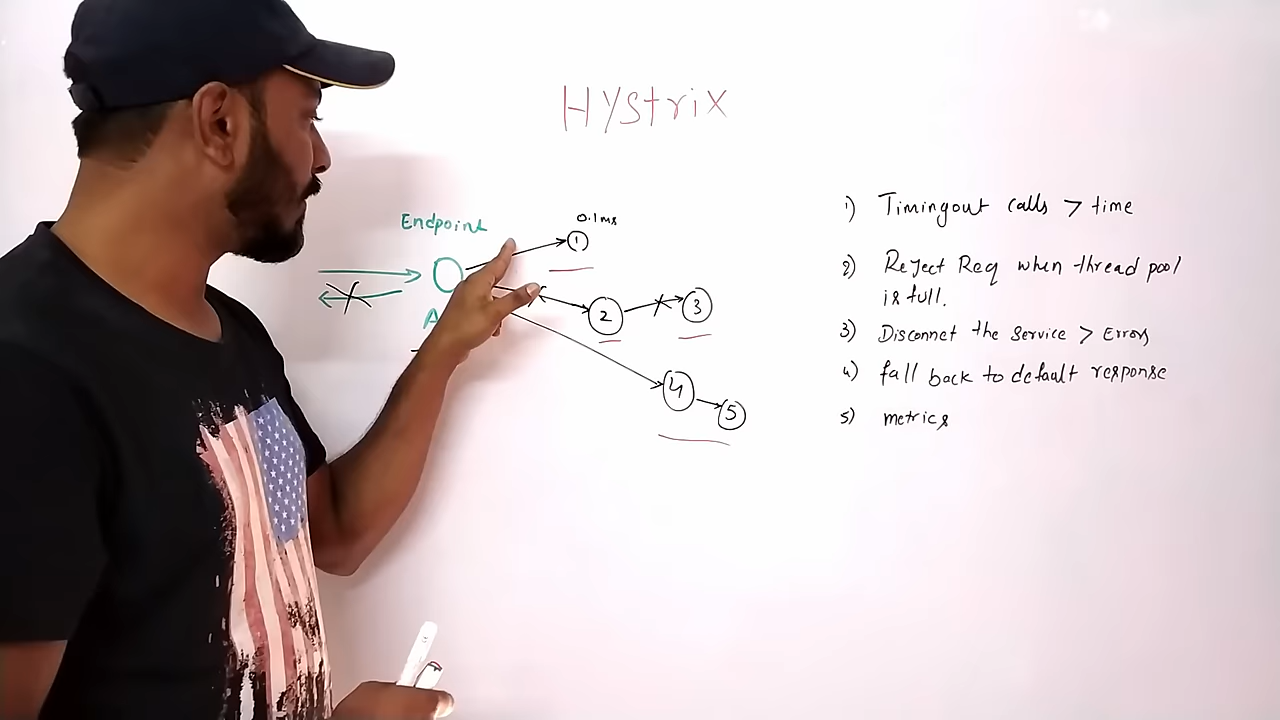 Hystrix
Endpoint
0.1ms
1
2
3
4
5
A
1) Timingout calls > time
2) Reject Req when thread pool
is full.
3) Disconnet the service > Errors
4) fall back to default response
5) metrics